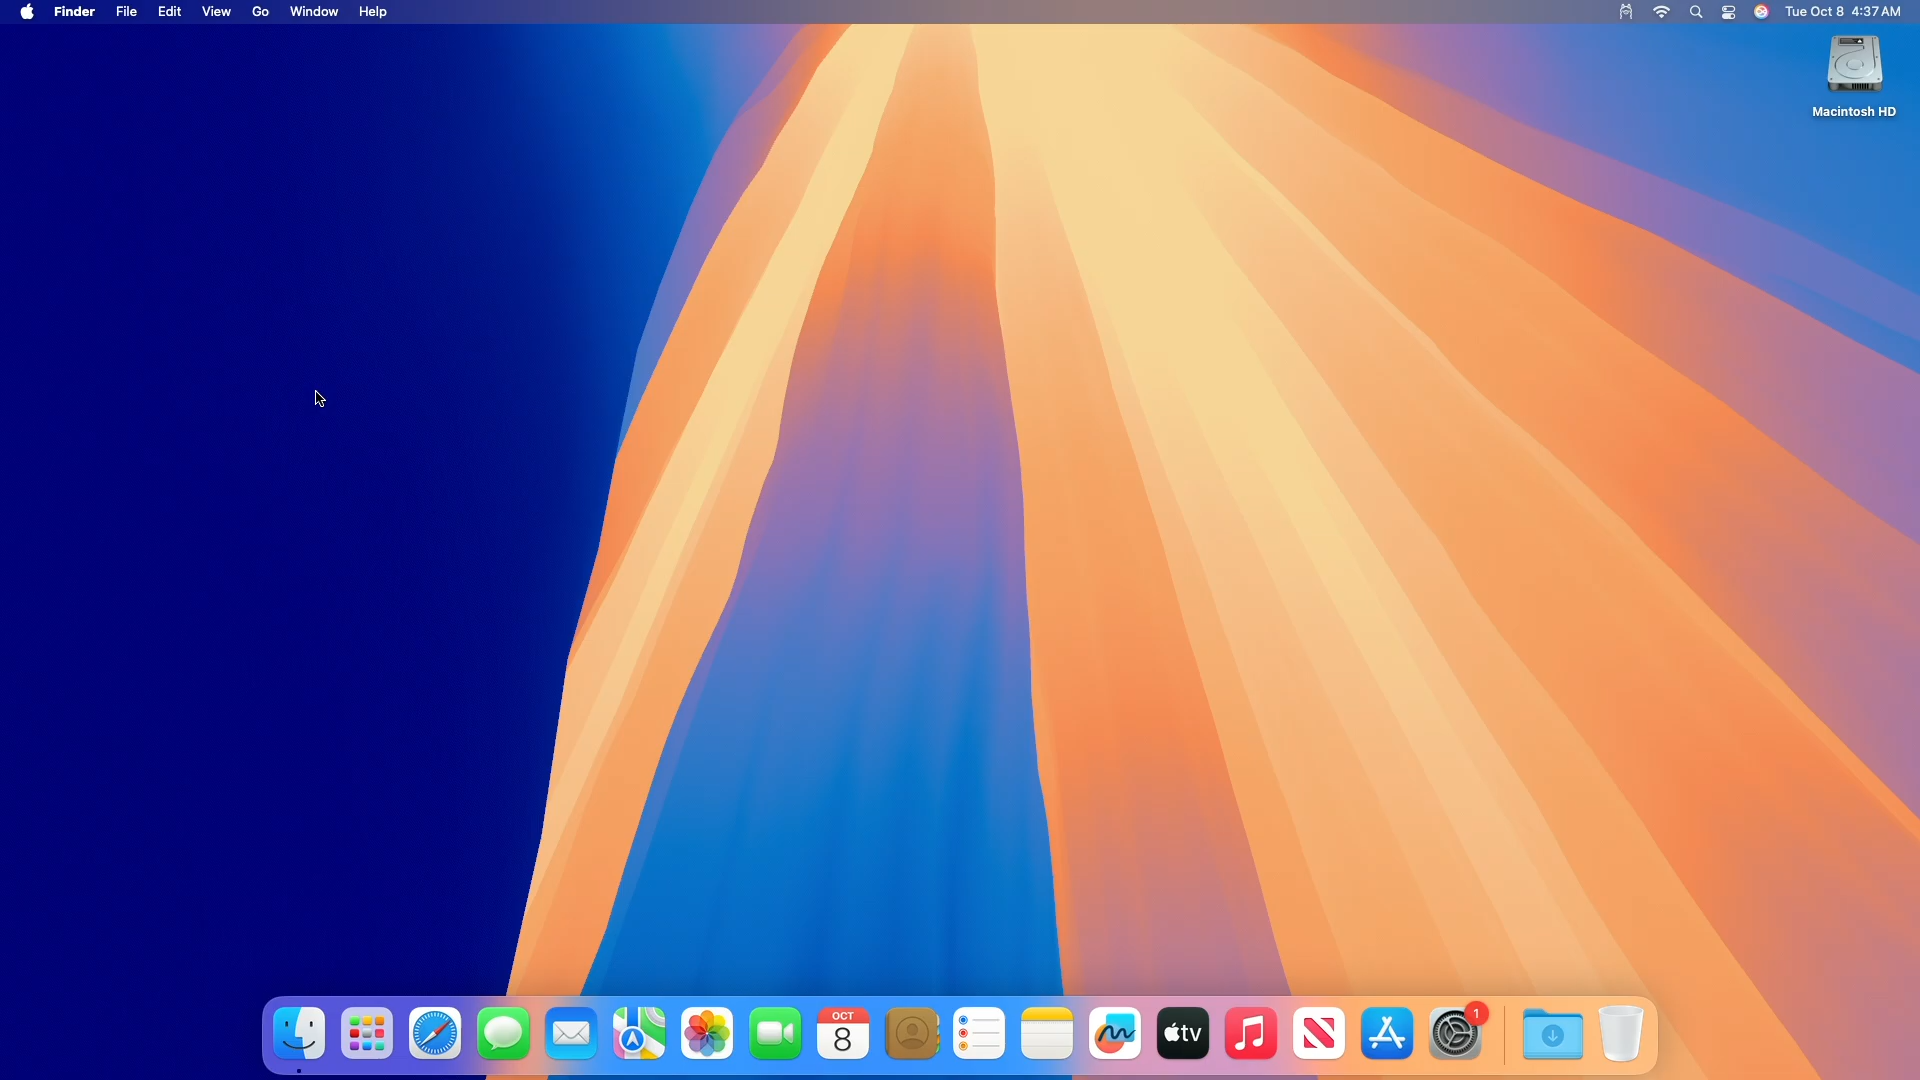 Finder File Edit View Go Window Help Tue Oct 8 4:37 AM
Macintosh HD
OCT
8
tv
1